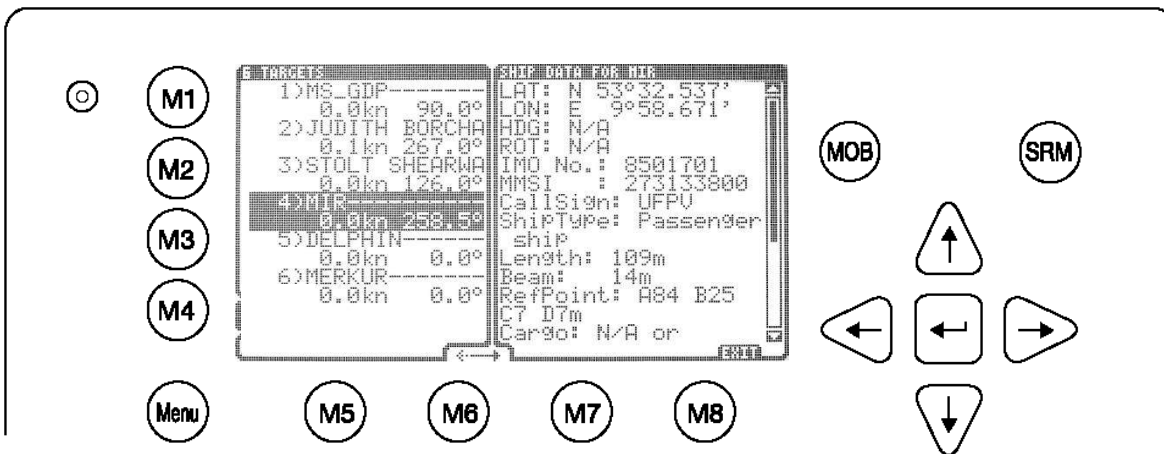 M1
M2
M3
M4
Menu
6 TARGETS
1)MS_GDP-------
0.0kn 90.0°
2)JUDITH BORCHA
0.1kn 267.0°
3)STOLT SHEARWA
0.0kn 126.0°
4)MIR----------
0.0kn 258.5°
5)DELPHIN------
0.0kn 0.0°
6)MERKUR-------
0.0kn 0.0°
SHIP DATA FOR MIR
LAT: N 53°32.537'
LON: E 9°58.671'
HDG: N/A
ROT: N/A
IMO No.: 8501701
MMSI : 273133800
CallSign: UFPV
ShipType: Passenger
ship
Length: 109m
Beam: 14m
RefPoint: A84 B25
C7 D7m
Cargo: N/A or
EXIT
M5
M6
M7
M8
MOB
SRM